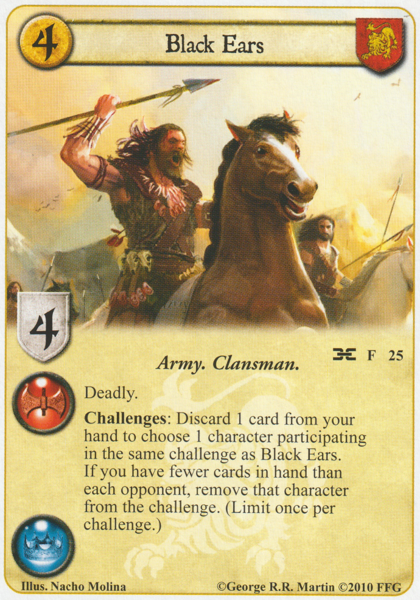 4
Black Ears
4
Army. Clansman.
F 25
Deadly.
Challenges: Discard 1 card from your
hand to choose 1 character participating
in the same challenge as Black Ears.
If you have fewer cards in hand than
each opponent, remove that character
from the challenge. (Limit once per
challenge.)
Illus. Nacho Molina
©George R.R. Martin ©2010 FFG